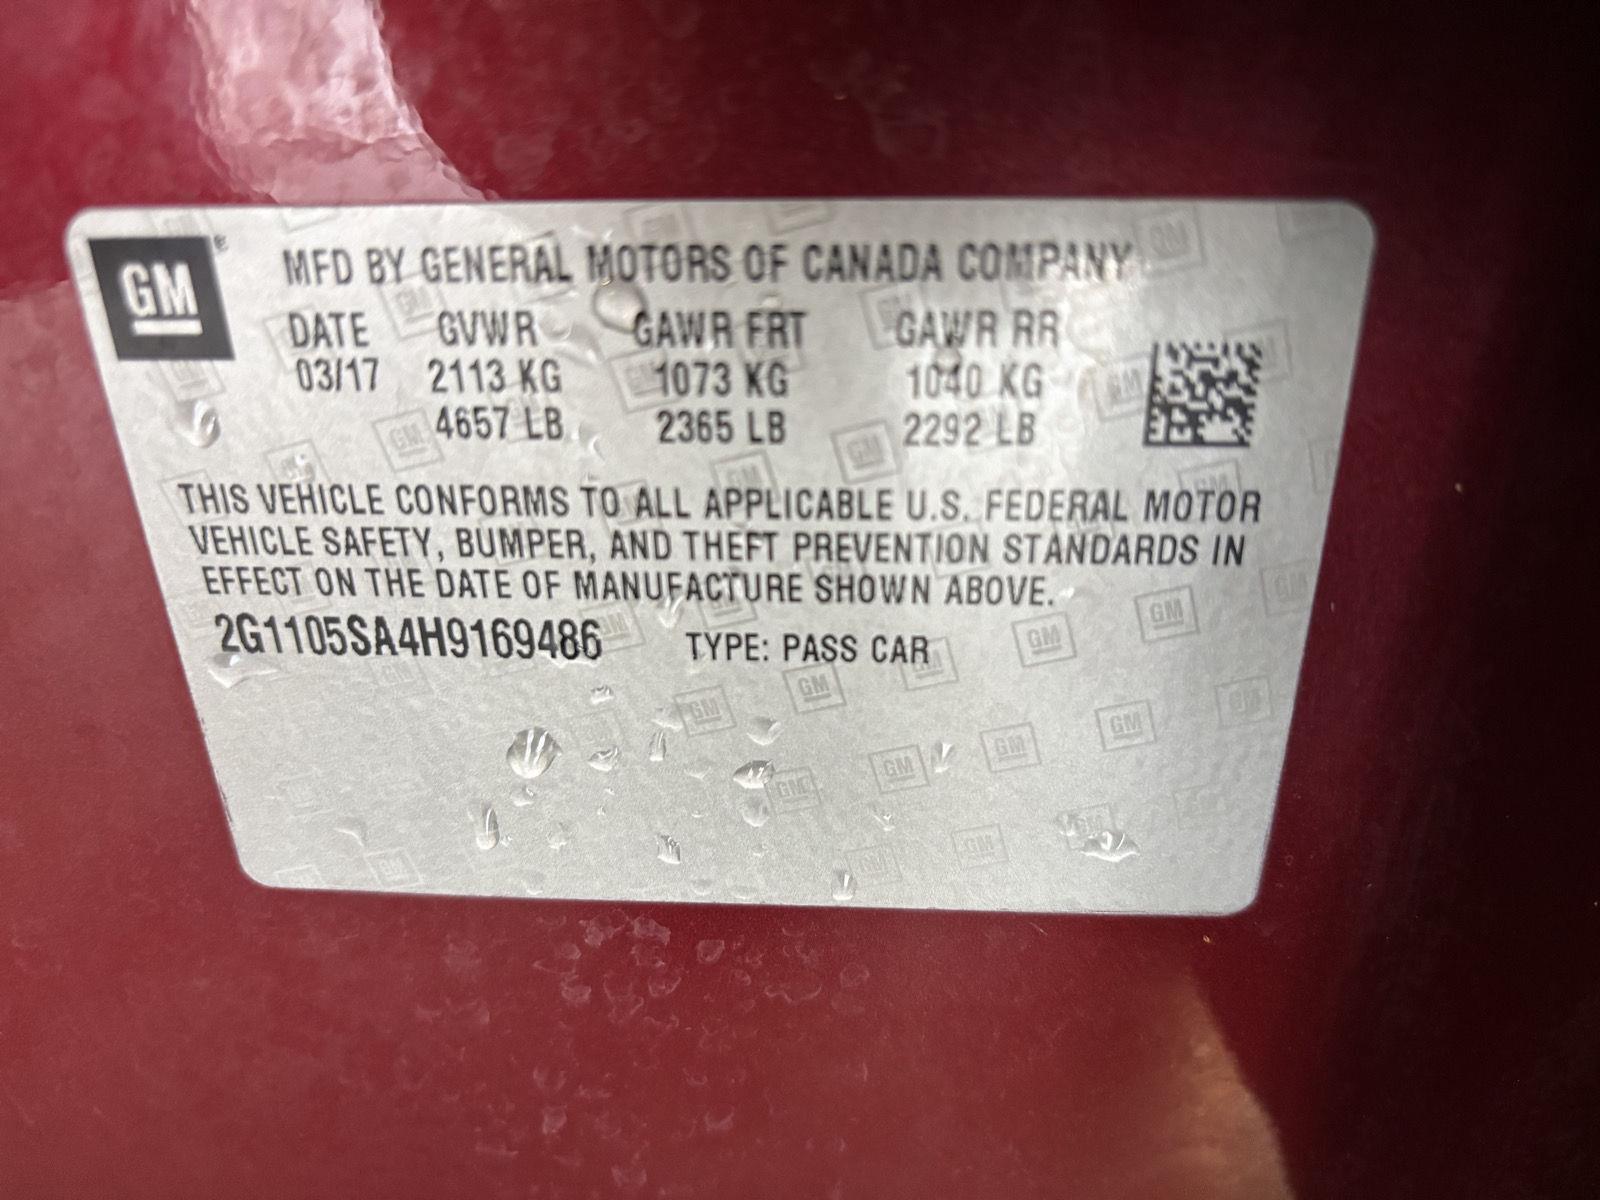 GM
MFD BY GENERAL MOTORS OF CANADA COMPANY
DATE GVWR GAWR FRT GAWR RR
03/17 2113 KG 1073 KG 1040 KG
4657 LB 2365 LB 2292 LB
THIS VEHICLE CONFORMS TO ALL APPLICABLE U.S. FEDERAL MOTOR
VEHICLE SAFETY, BUMPER, AND THEFT PREVENTION STANDARDS IN
EFFECT ON THE DATE OF MANUFACTURE SHOWN ABOVE.
2G1105SA4H9169486 TYPE: PASS CAR